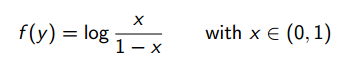 f(y) = log x / (1 − x)   with x ∈ (0, 1)